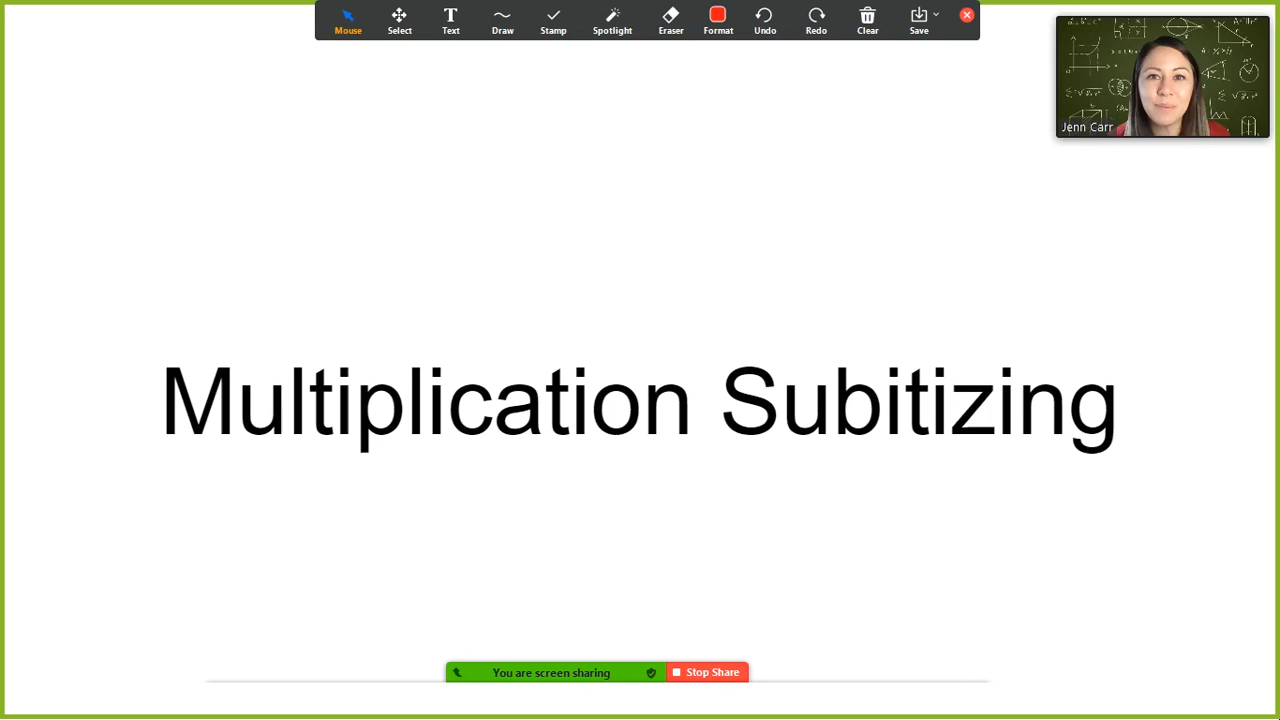 Mouse Select Text Draw Stamp Spotlight Eraser Format Undo Redo Clear Save
Jenn Carr
Multiplication Subitizing
You are screen sharing Stop Share